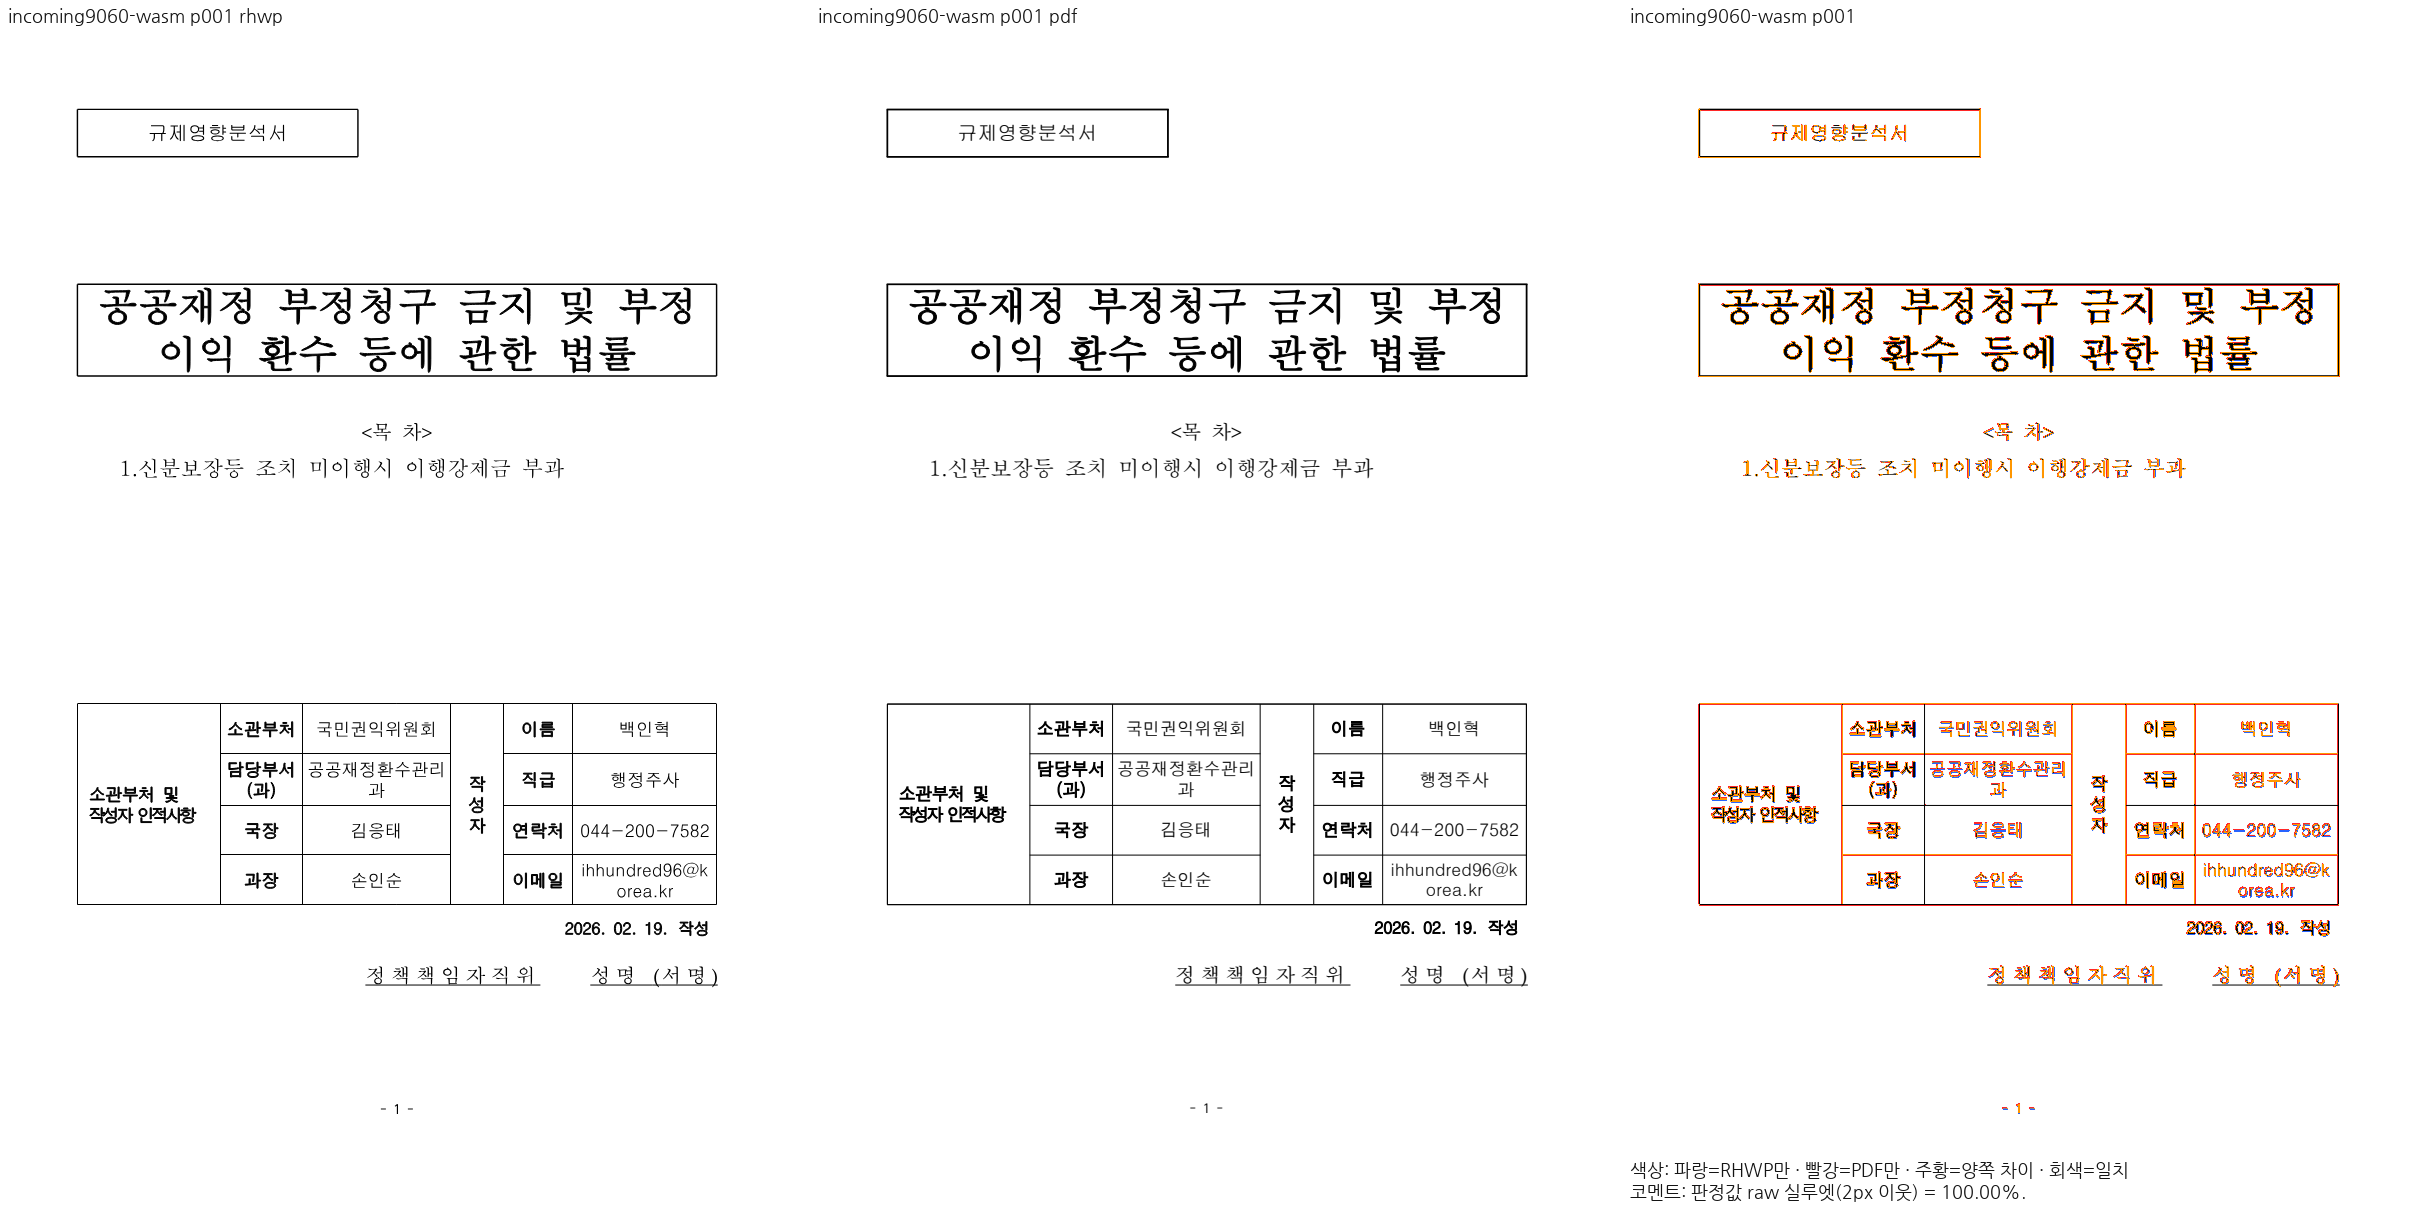 incoming9060-wasm p001 rhwp
규제영향분석서
공공재정 부정청구 금지 및 부정
이익 환수 등에 관한 법률
<목 차>
1.신분보장등 조치 미이행시 이행강제금 부과
소관부처 및
작성자 인적사항
소관부처
국민권익위원회
담당부서
(과)
공공재정환수관리
과
국장
김응태
과장
손인순
작
성
자
이름
백인혁
직급
행정주사
연락처
044-200-7582
이메일
ihhundred96@k
orea.kr
2026. 02. 19. 작성
정책책임자직위 성명 (서명)
- 1 -
incoming9060-wasm p001 pdf
규제영향분석서
공공재정 부정청구 금지 및 부정
이익 환수 등에 관한 법률
<목 차>
1.신분보장등 조치 미이행시 이행강제금 부과
소관부처 및
작성자 인적사항
소관부처
국민권익위원회
담당부서
(과)
공공재정환수관리
과
국장
김응태
과장
손인순
작
성
자
이름
백인혁
직급
행정주사
연락처
044-200-7582
이메일
ihhundred96@k
orea.kr
2026. 02. 19. 작성
정책책임자직위 성명 (서명)
- 1 -
incoming9060-wasm p001
규제영향분석서
공공재정 부정청구 금지 및 부정
이익 환수 등에 관한 법률
<목 차>
1.신분보장등 조치 미이행시 이행강제금 부과
소관부처 및
작성자 인적사항
소관부처
국민권익위원회
담당부서
(과)
공공재정환수관리
과
국장
김응태
과장
손인순
작
성
자
이름
백인혁
직급
행정주사
연락처
044-200-7582
이메일
ihhundred96@k
orea.kr
2026. 02. 19. 작성
정책책임자직위 성명 (서명)
- 1 -
색상: 파랑=RHWP만 · 빨강=PDF만 · 주황=양쪽 차이 · 회색=일치
코멘트: 판정값 raw 실루엣(2px 이웃) = 100.00%.